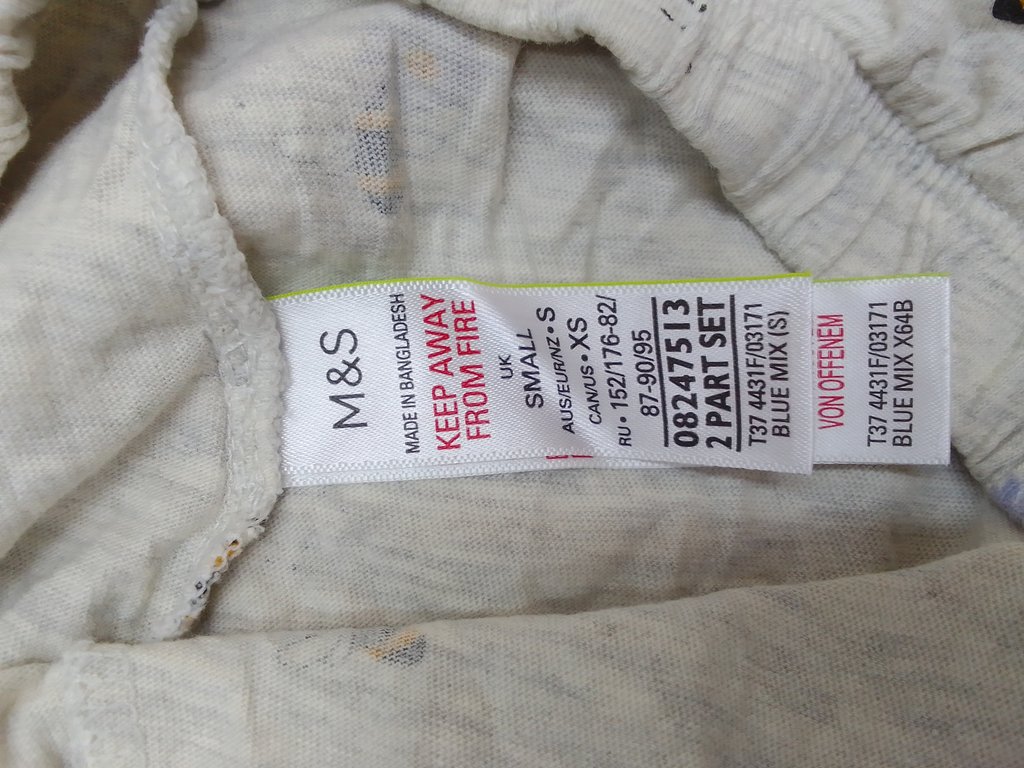 M&S
MADE IN BANGLADESH
KEEP AWAY
FROM FIRE
UK
SMALL
AUS/EUR/NZ • S
CAN/US • XS
RU • 152/176-82/
87-90/95
08247513
2 PART SET
T37 4431F/03171
BLUE MIX (S)
VON OFFENEM
T37 4431F/03171
BLUE MIX X64B